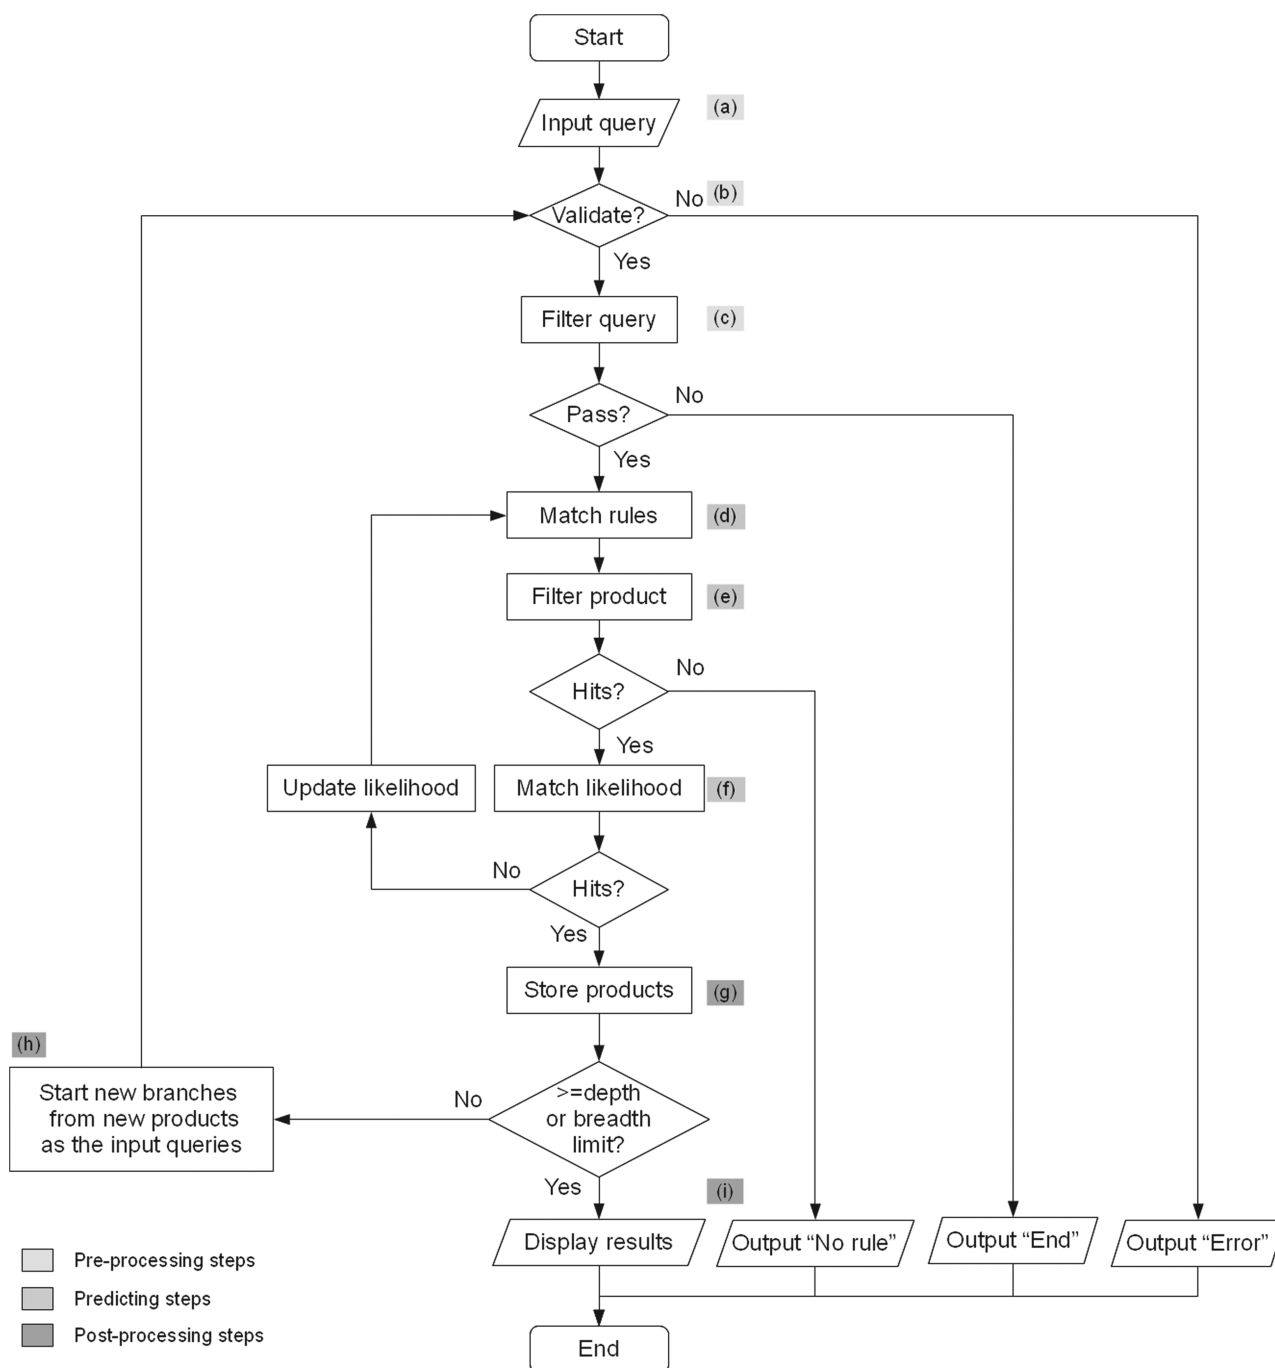 Start
Input query
(a)
Validate?
No
(b)
Yes
Filter query
(c)
Pass?
No
Yes
Match rules
(d)
Filter product
(e)
Hits?
No
Yes
Update likelihood
Match likelihood
(f)
Hits?
No
Yes
Store products
(g)
(h)
Start new branches
from new products
as the input queries
No
>=depth
or breadth
limit?
Yes
(i)
Display results
Output “No rule”
Output “End”
Output “Error”
Pre-processing steps
Predicting steps
Post-processing steps
End